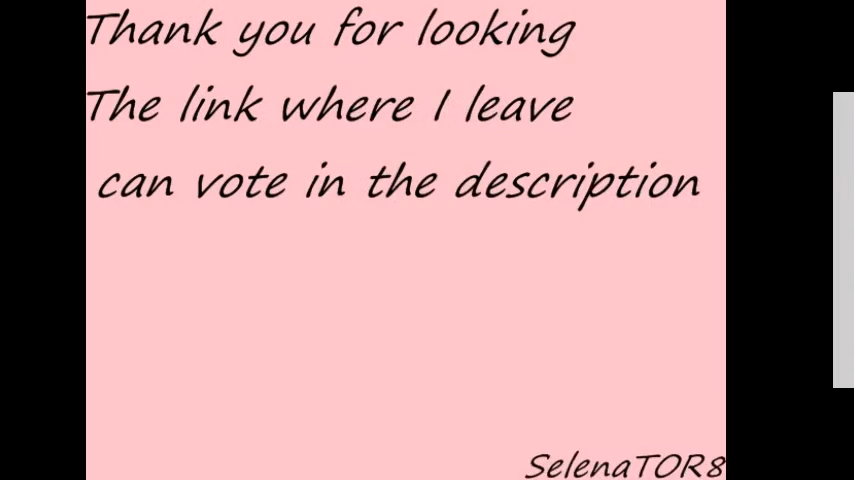 Thank you for looking
The link where I leave
can vote in the description
SelenaTOR8